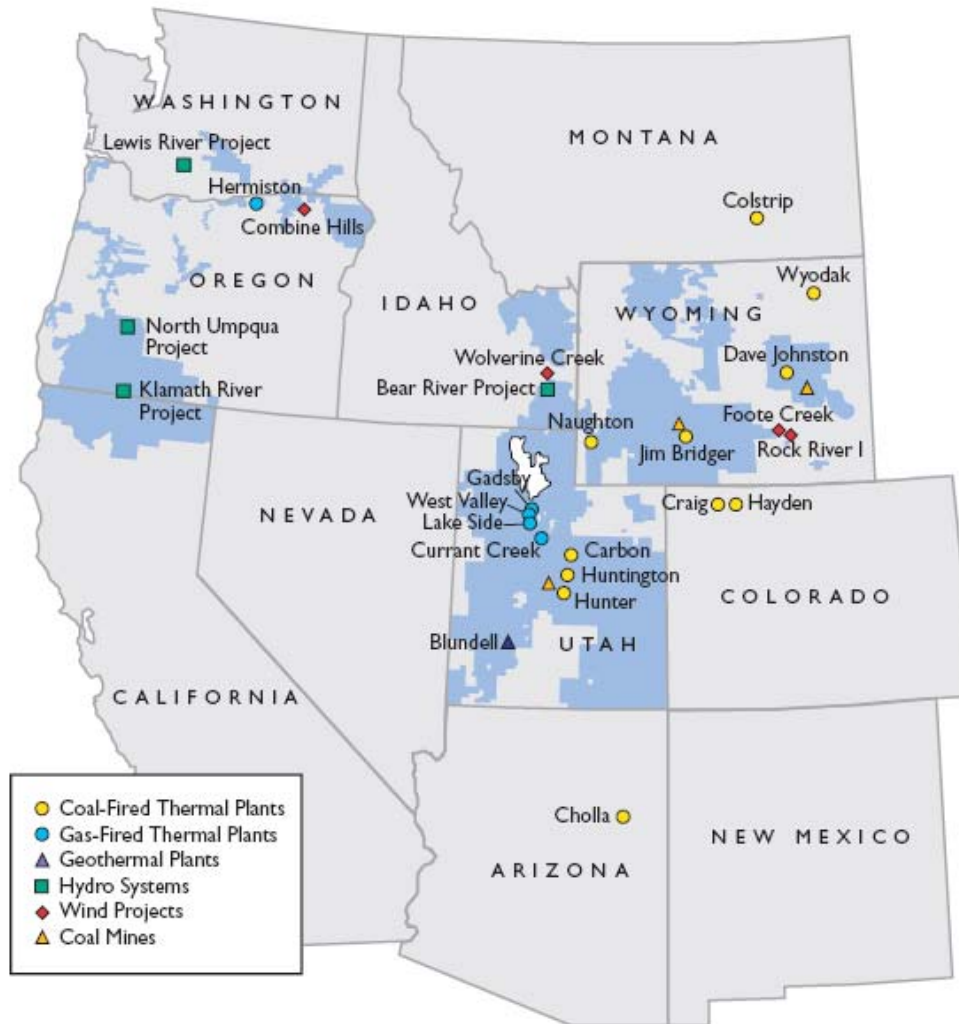 WASHINGTON
Lewis River Project
Hermiston
Combine Hills
OREGON
North Umpqua
Project
Klamath River
Project
MONTANA
Colstrip
IDAHO
Wolverine Creek
Bear River Project
WYOMING
Wyodak
Dave Johnston
Foote Creek
Rock River I
Jim Bridger
Naughton
NEVADA
Gadsby
West Valley
Lake Side
Currant Creek
Carbon
Huntington
Hunter
Blundell
UTAH
Craig
Hayden
COLORADO
CALIFORNIA
Cholla
ARIZONA
NEW MEXICO
Coal-Fired Thermal Plants
Gas-Fired Thermal Plants
Geothermal Plants
Hydro Systems
Wind Projects
Coal Mines